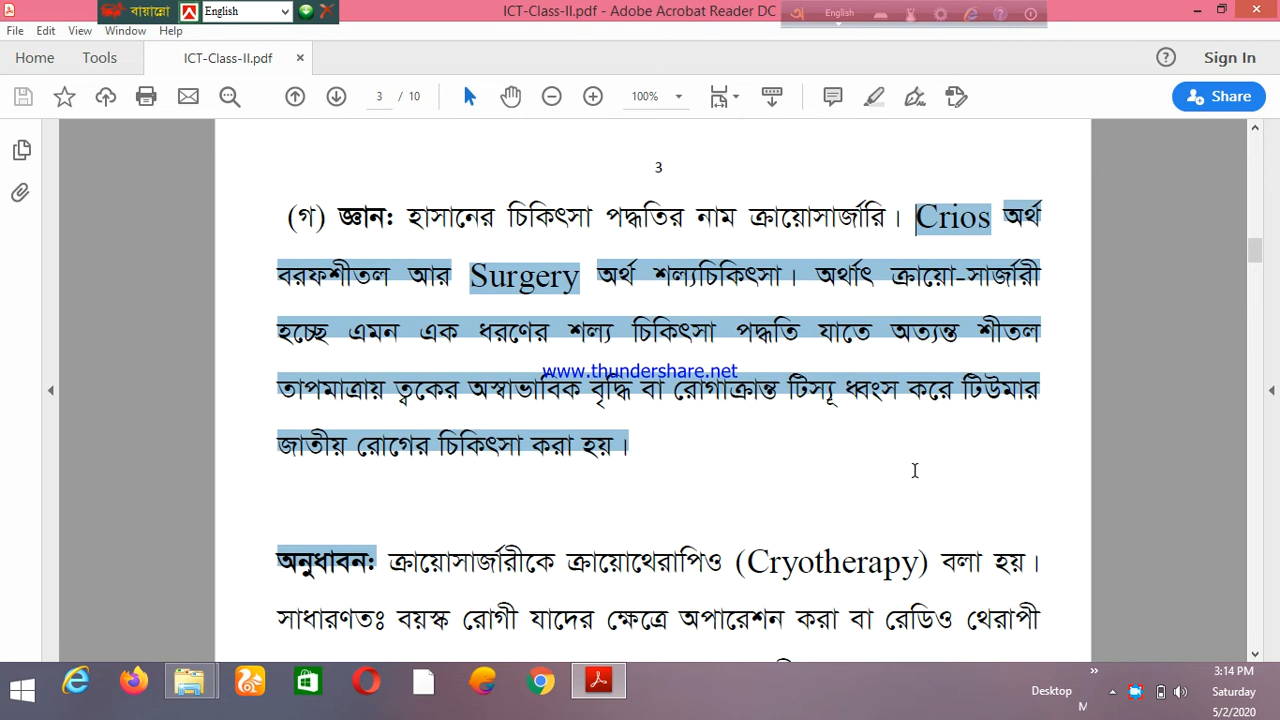 বায়ান্নো English ICT-Class-II.pdf - Adobe Acrobat Reader DC অ English
File Edit View Window Help
Home Tools ICT-Class-II.pdf × Sign In
3 / 10 100% Share
3
(গ) জ্ঞান: হাসানের চিকিৎসা পদ্ধতির নাম ক্রায়োসার্জারি। Crios অর্থ
বরফশীতল আর Surgery অর্থ শল্যচিকিৎসা। অর্থাৎ ক্রায়ো-সার্জারী
হচ্ছে এমন এক ধরণের শল্য চিকিৎসা পদ্ধতি যাতে অত্যন্ত শীতল
www.thundershare.net
তাপমাত্রায় ত্বকের অস্বাভাবিক বৃদ্ধি বা রোগাক্রান্ত টিস্যূ ধ্বংস করে টিউমার
জাতীয় রোগের চিকিৎসা করা হয়।
অনুধাবন: ক্রায়োসার্জারীকে ক্রায়োথেরাপিও (Cryotherapy) বলা হয়।
সাধারণতঃ বয়স্ক রোগী যাদের ক্ষেত্রে অপারেশন করা বা রেডিও থেরাপী
3:14 PM
Desktop Saturday
M 5/2/2020